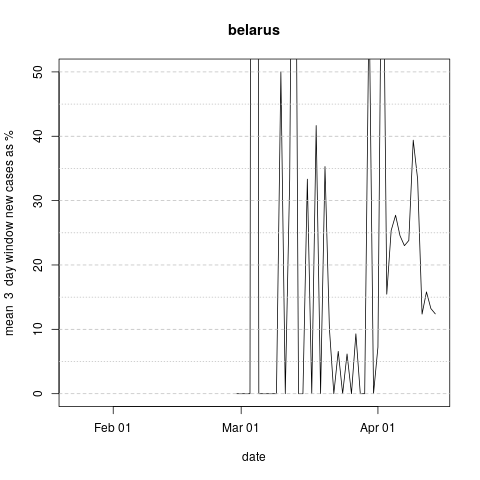 belarus
mean 3 day window new cases as %
50
40
30
20
10
0
Feb 01
Mar 01
Apr 01
date